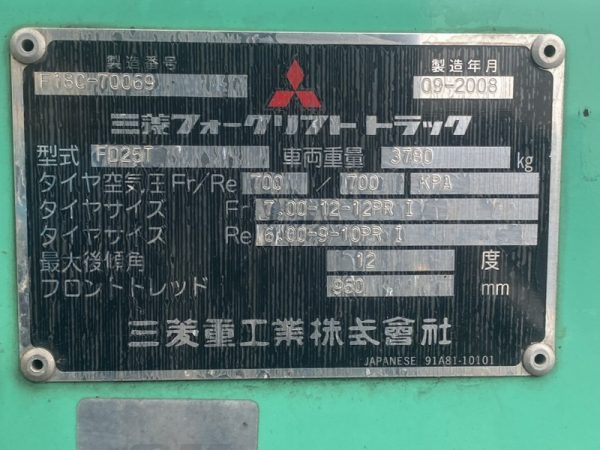 製造番号
F18C-70069
製造年月
09-2008
三菱フォークリフトトラック
型式 FD25T 車両重量 3780 kg
タイヤ空気圧 Fr/Re 700 / 700 KPA
タイヤサイズ Fr 7.00-12-12PR I
タイヤサイズ Re 6.00-9-10PR I
最大後傾角 12 度
フロントトレッド 960 mm
三菱重工業株式會社
JAPANESE 91A81-10101